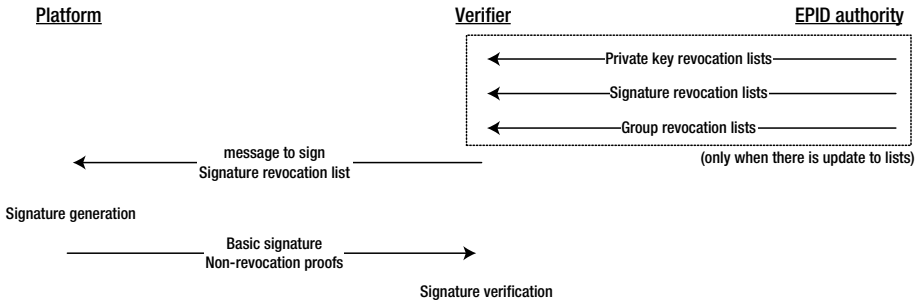 Platform
Verifier
EPID authority
Private key revocation lists
Signature revocation lists
Group revocation lists
(only when there is update to lists)
message to sign
Signature revocation list
Signature generation
Basic signature
Non-revocation proofs
Signature verification